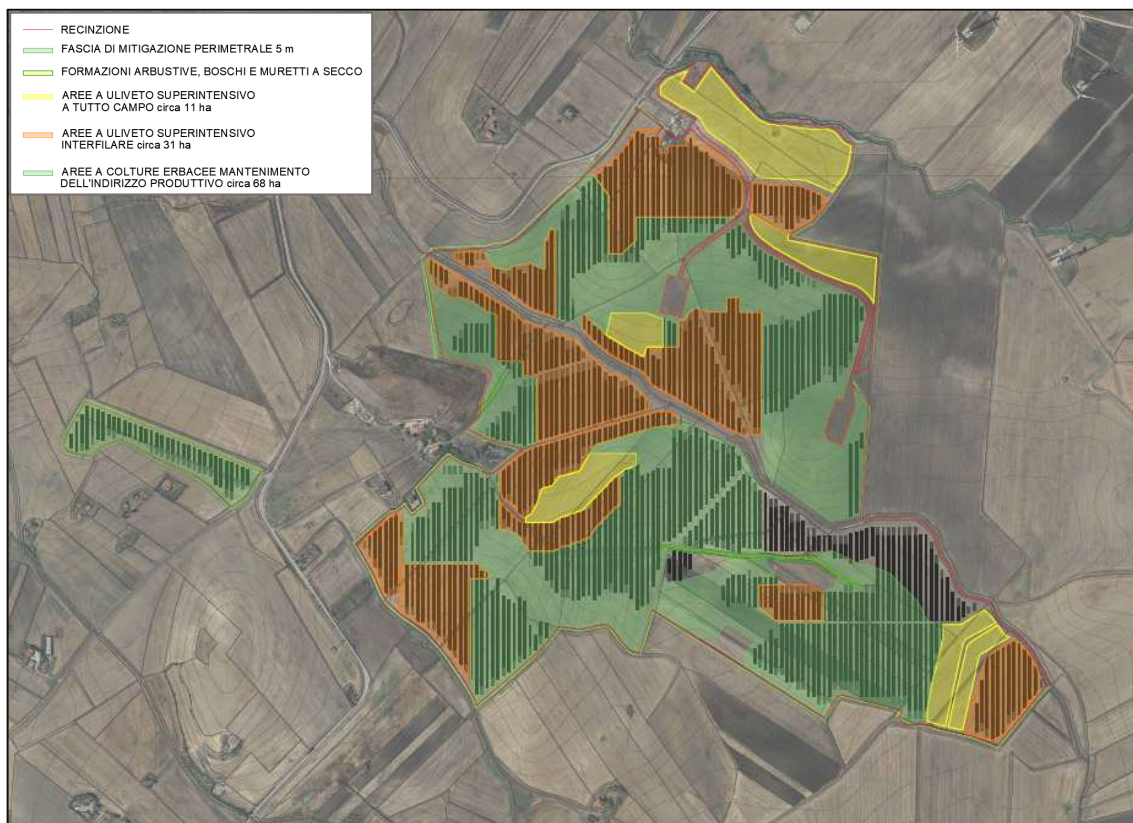 RECINZIONE
FASCIA DI MITIGAZIONE PERIMETRALE 5 m
FORMAZIONI ARBUSTIVE, BOSCHI E MURETTI A SECCO
AREE A ULIVETO SUPERINTENSIVO
A TUTTO CAMPO circa 11 ha
AREE A ULIVETO SUPERINTENSIVO
INTERFILARE circa 31 ha
AREE A COLTURE ERBACEE MANTENIMENTO
DELL'INDIRIZZO PRODUTTIVO circa 68 ha